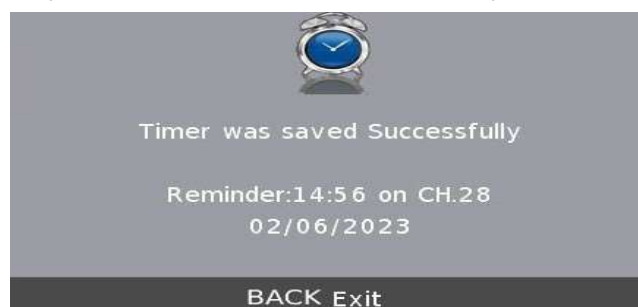 Timer was saved Successfully
Reminder:14:56 on CH.28
02/06/2023
BACK Exit